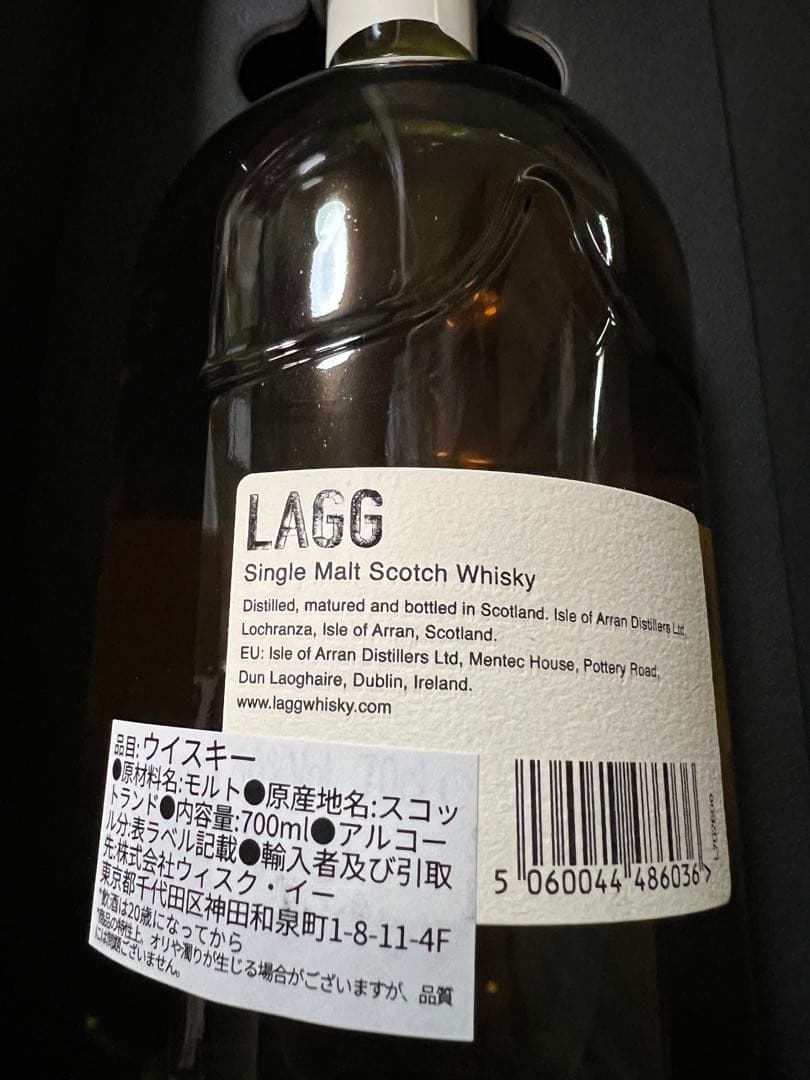 LAGG
Single Malt Scotch Whisky
Distilled, matured and bottled in Scotland. Isle of Arran Distillers Ltd,
Lochranza, Isle of Arran, Scotland.
EU: Isle of Arran Distillers Ltd, Mentec House, Pottery Road,
Dun Laoghaire, Dublin, Ireland.
www.laggwhisky.com
5 060044 486036 >
品目:ウイスキー
●原材料名:モルト●原産地名:スコッ
トランド●内容量:700ml●アルコー
ル分:表ラベル記載●輸入者及び引取
先:株式会社ウィスク・イー
東京都千代田区神田和泉町1-8-11-4F
*飲酒は20歳になってから
*商品の特性上、オリや濁りが生じる場合がございますが、品質
には問題ございません。